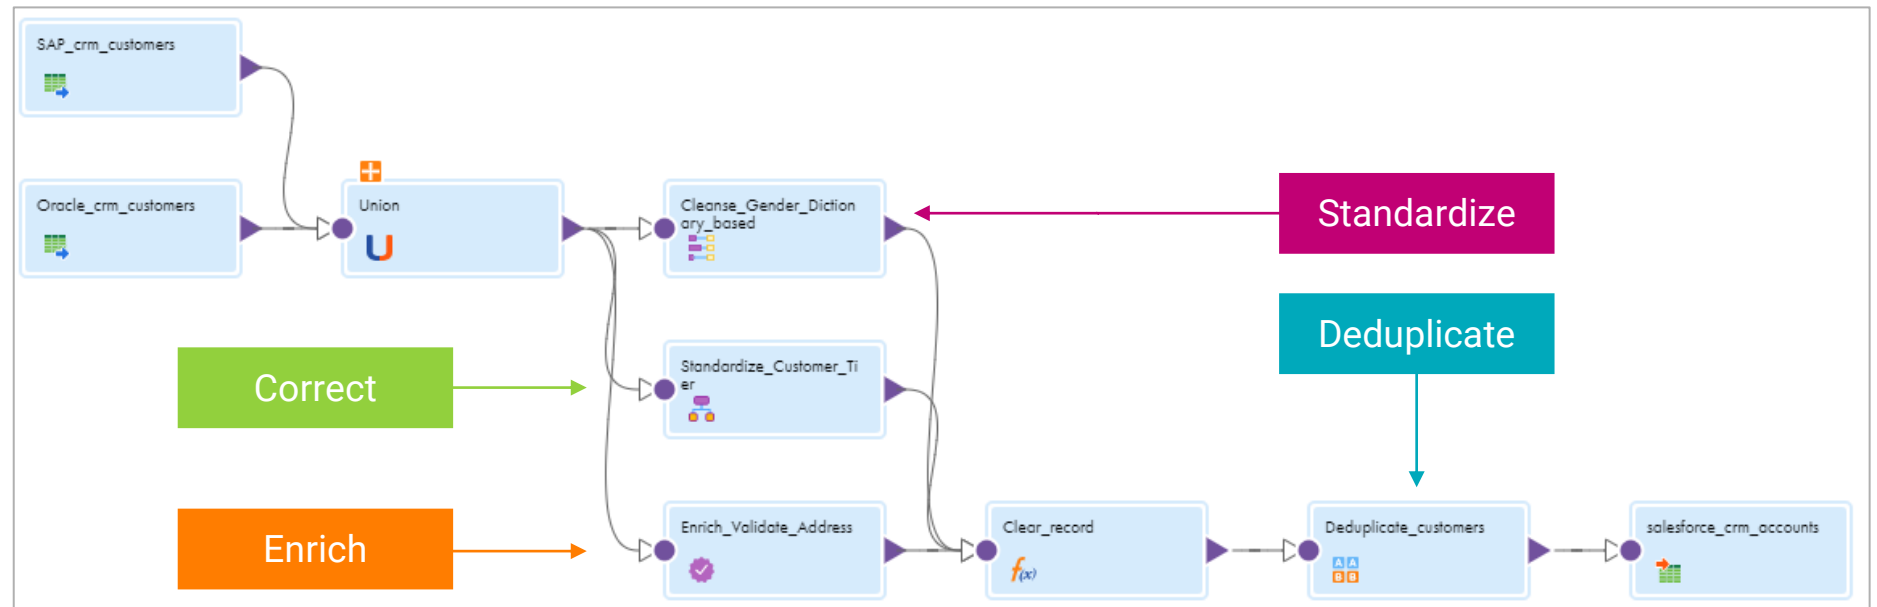 SAP_crm_customers
Oracle_crm_customers
Union
Cleanse_Gender_Diction
ary_based
Standardize
Deduplicate
Correct
Standardize_Customer_Ti
er
Enrich
Enrich_Validate_Address
Clear_record
f(x)
Deduplicate_customers
A A
B B
salesforce_crm_accounts